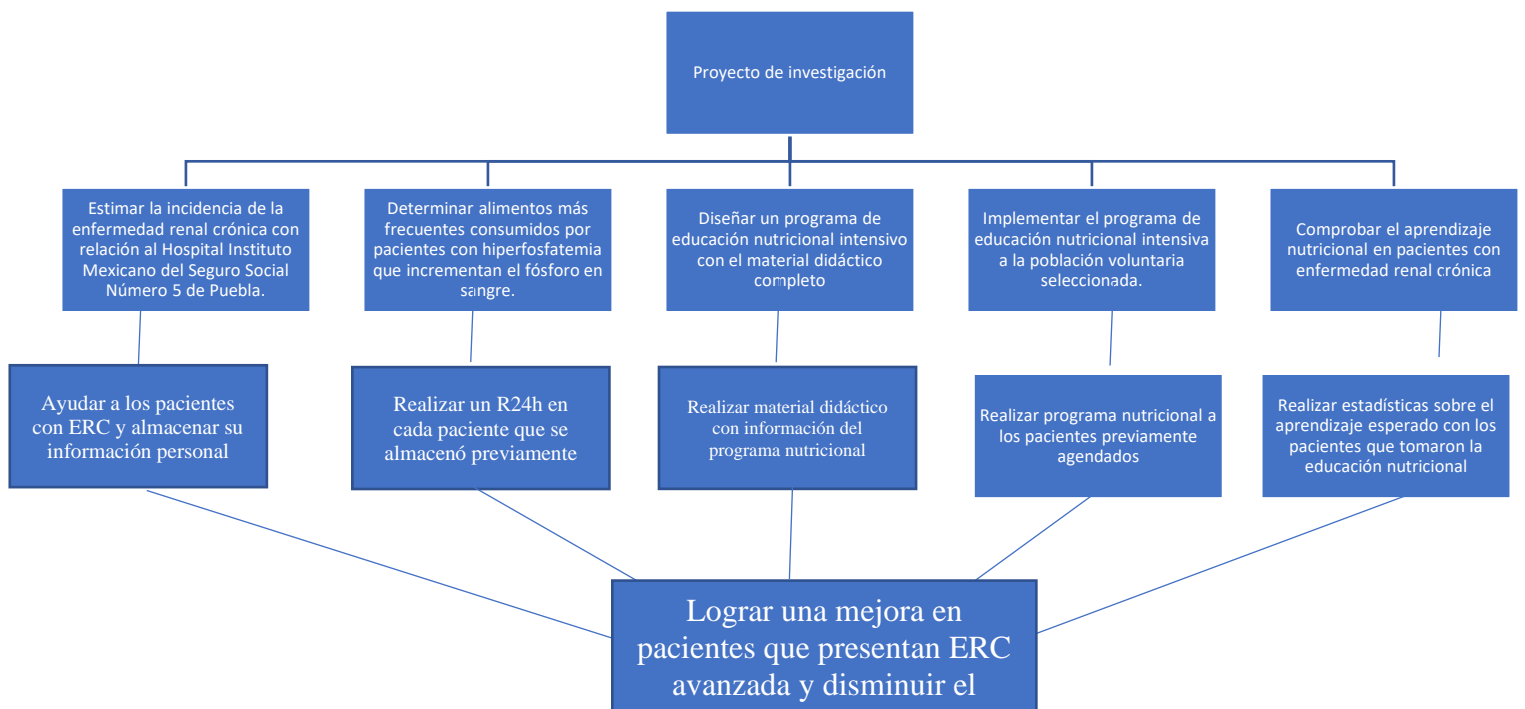 Proyecto de investigación
Estimar la incidencia de la
enfermedad renal crónica con
relación al Hospital Instituto
Mexicano del Seguro Social
Número 5 de Puebla.
Determinar alimentos más
frecuentes consumidos por
pacientes con hiperfosfatemia
que incrementan el fósforo en
sangre.
Diseñar un programa de
educación nutricional intensivo
con el material didáctico
completo
Implementar el programa de
educación nutricional intensiva
a la población voluntaria
seleccionada.
Comprobar el aprendizaje
nutricional en pacientes con
enfermedad renal crónica
Ayudar a los pacientes
con ERC y almacenar su
información personal
Realizar un R24h en
cada paciente que se
almacenó previamente
Realizar material didáctico
con información del
programa nutricional
Realizar programa nutricional a
los pacientes previamente
agendados
Realizar estadísticas sobre el
aprendizaje esperado con los
pacientes que tomaron la
educación nutricional
Lograr una mejora en
pacientes que presentan ERC
avanzada y disminuir el